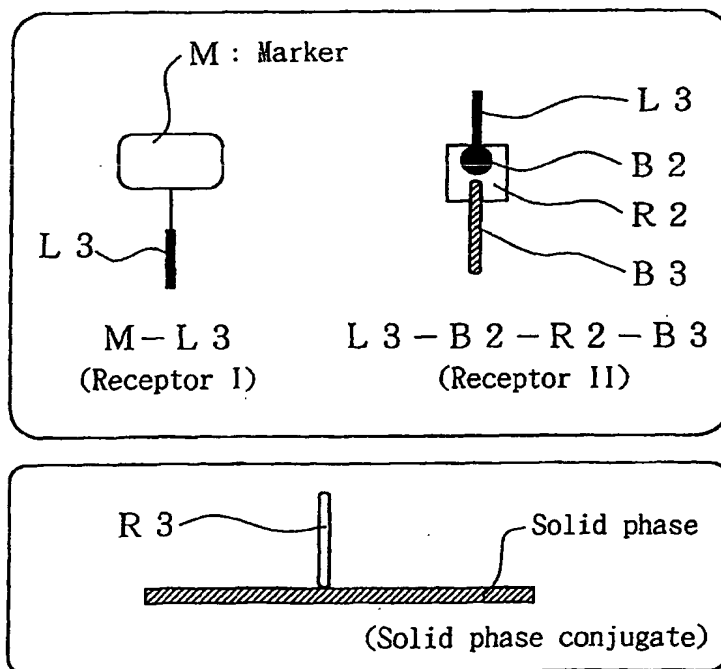 M : Marker
L 3
B 2
R 2
L 3
B 3
M－L 3
L 3－B 2－R 2－B 3
(Receptor I)
(Receptor II)
R 3
Solid phase
(Solid phase conjugate)